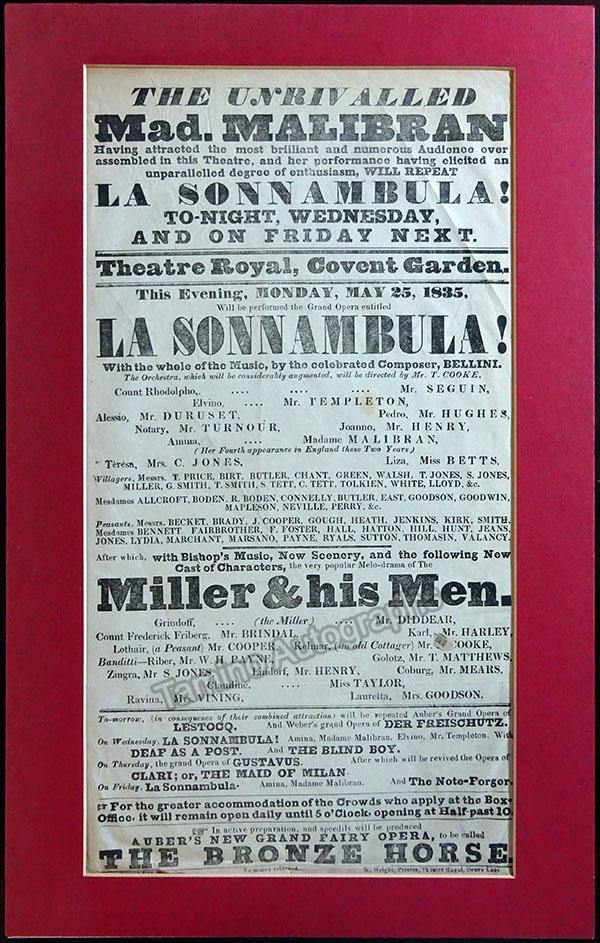 THE UNRIVALLED
Mad. MALIBRAN
Having attracted the most brilliant and numerous Audience ever
assembled in this Theatre, and her performance having elicited an
unparallelled degree of enthusiasm, WILL REPEAT
LA SONNAMBULA!
TO-NIGHT, WEDNESDAY,
AND ON FRIDAY NEXT.
Theatre Royal, Covent Garden.
This Evening, MONDAY, MAY 25, 1835,
Will be performed the Grand Opera entitled
LA SONNAMBULA!
With the whole of the Music, by the celebrated Composer, BELLINI.
The Orchestra, which will be considerably augmented, will be directed by Mr. T. COOKE.
Count Rhodolpho,, .... .... .... Mr. SEGUIN,
Elvino, .... Mr. TEMPLETON,
Alessio, Mr. DURUSET, Pedro, Mr. HUGHES,
Notary, Mr. TURNOUR, Joanno, Mr. HENRY,
Amina, .... Madame MALIBRAN,
(Her Fourth appearance in England these Two Years)
Teresa, Mrs. C. JONES, Liza, Miss BETTS,
Villagers, Messrs. T. PRICE, BIRT, BUTLER, CHANT, GREEN, WALSH, T. JONES, S. JONES,
MILLER, G. SMITH, T. SMITH, S TETT, C. TETT, TOLKIEN, WHITE, LLOYD, &c.
Mesdames ALLCROFT, BODEN, R. BODEN, CONNELLY, BUTLER, EAST, GOODSON, GOODWIN,
MAPLESON, NEVILLE, PERRY, &c.
Peasants, Messrs. BECKET, BRADY, J. COOPER, GOUGH, HEATH, JENKINS, KIRK, SMITH,
Mesdames BENNETT FAIRBROTHER, F. FOSTER, HALL, HATTON, HILL, HUNT, JEANS,
JONES, LYDIA, MARCHANT, MARSANO, PAYNE, RYALS, SUTTON, THOMASIN, VALANCY.
After which, with Bishop's Music, New Scenery, and the following New
Cast of Characters, the very popular Melo-drama of The
Miller & his Men.
Grindoff, .... (the Miller) .... Mr. DIDDEAR,
Count Frederick Friberg, Mr. BRINDAL, Karl, Mr. HARLEY,
Lothair, (a Peasant) Mr. COOPER, Kelmar, (an old Cottager) Mr. COOKE,
Banditti—Riber, Mr. W. H. PAYNE, Golotz, Mr. T. MATTHEWS,
Zingra, Mr S JONES Lindorf, Mr. HENRY, Coburg, Mr. MEARS,
Claudine, .... Miss TAYLOR,
Ravina, Mrs. VINING, Lauretta, Mrs. GOODSON.
Tamino Autographs
To-morrow, (in consequence of their combined attraction) will be repeated Auber's Grand Opera of
LESTOCQ. And Weber's grand Opera of DER FREISCHUTZ.
On Wednesday, LA SONNAMBULA! Amina, Madame Malibran. Elvino, Mr. Templeton. With
DEAF AS A POST. And THE BLIND BOY.
On Thursday, the grand Opera of GUSTAVUS. After which will be revived the Opera of
CLARI; or, THE MAID OF MILAN
On Friday, La Sonnambula. Amina, Madame Malibran. And The Note-Forger.
☞ For the greater accommodation of the Crowds who apply at the Box-
Office, it will remain open daily until 5 o'Clock, opening at Half-past 10.
☞ In active preparation, and speedily will be produced
AUBER'S NEW GRAND FAIRY OPERA, to be called
THE BRONZE HORSE.
No money returned. W. Wright, Printer, Theatre Royal, Drury Lane